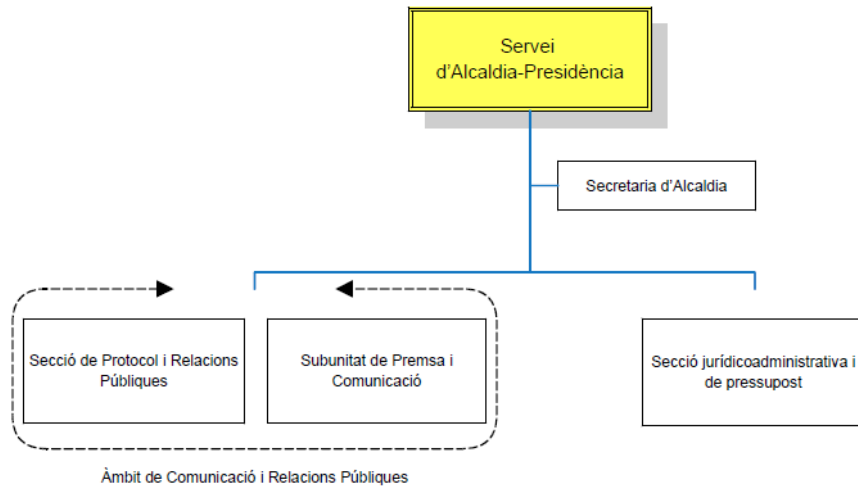 Servei
d'Alcaldia-Presidència
Secretaria d'Alcaldia
Secció de Protocol i Relacions
Públiques
Subunitat de Premsa i
Comunicació
Secció jurídicoadministrativa i
de pressupost
Àmbit de Comunicació i Relacions Públiques